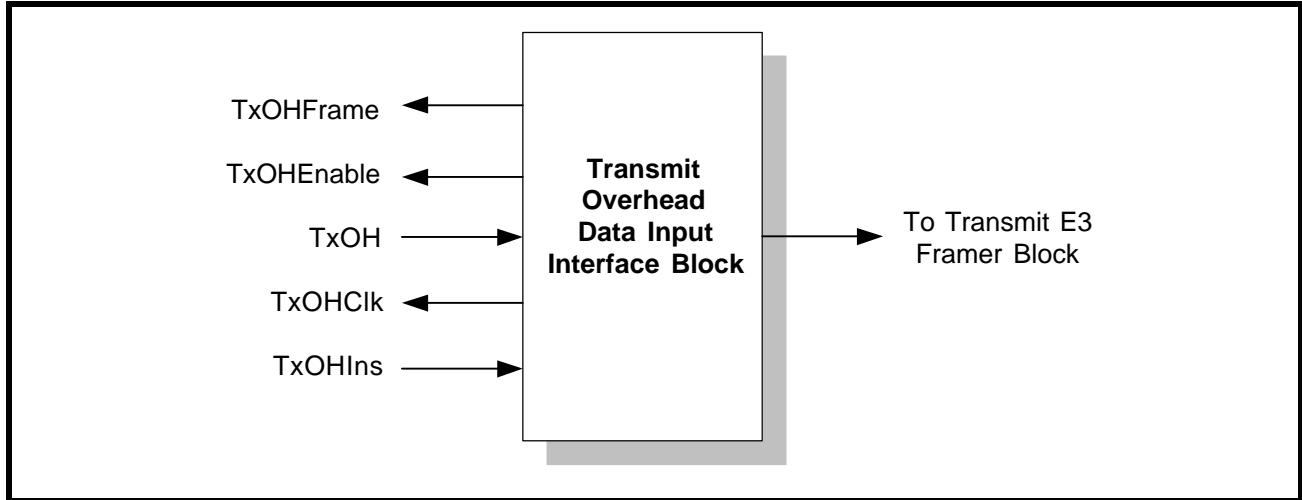 TxOHFrame
TxOHEnable
TxOH
TxOHClk
TxOHIns
Transmit
Overhead
Data Input
Interface Block
To Transmit E3
Framer Block